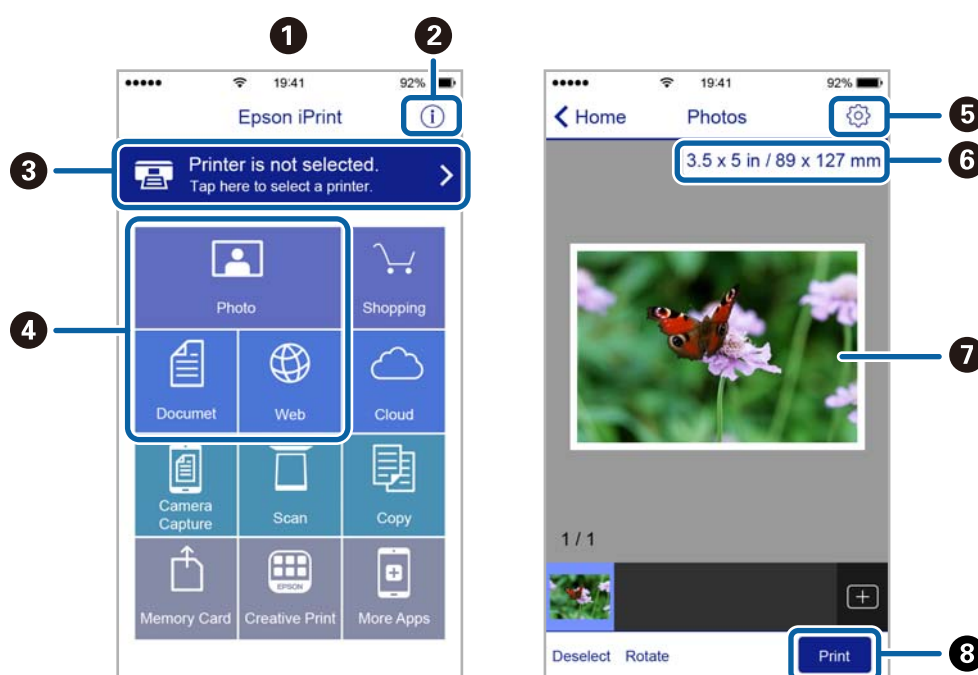 1
2
19:41
92%
Epson iPrint
3
Printer is not selected.
Tap here to select a printer.
4
Photo
Shopping
Documet
Web
Cloud
Camera
Capture
Scan
Copy
EPSON
Memory Card
Creative Print
More Apps
19:41
92%
Home
Photos
5
3.5 x 5 in / 89 x 127 mm
6
7
1 / 1
Deselect
Rotate
Print
8